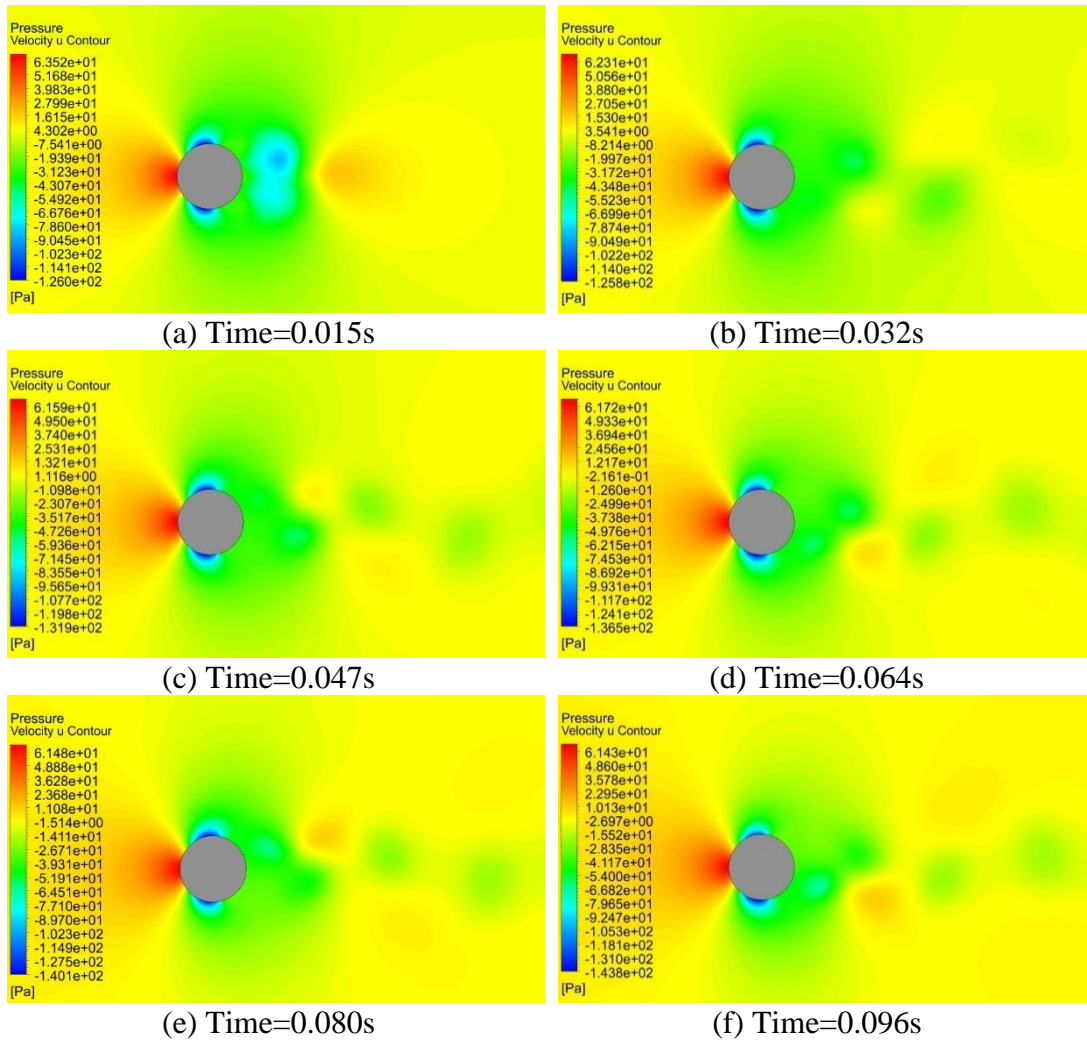 Pressure
Velocity u Contour
6.352e+01
5.168e+01
3.983e+01
2.799e+01
1.615e+01
4.302e+00
-7.541e+00
-1.939e+01
-3.123e+01
-4.307e+01
-5.492e+01
-6.676e+01
-7.860e+01
-9.045e+01
-1.023e+02
-1.141e+02
-1.260e+02
[Pa]
(a) Time=0.015s
Pressure
Velocity u Contour
6.231e+01
5.056e+01
3.880e+01
2.705e+01
1.530e+01
3.541e+00
-8.214e+00
-1.997e+01
-3.172e+01
-4.348e+01
-5.523e+01
-6.699e+01
-7.874e+01
-9.049e+01
-1.022e+02
-1.140e+02
-1.258e+02
[Pa]
(b) Time=0.032s
Pressure
Velocity u Contour
6.159e+01
4.950e+01
3.740e+01
2.531e+01
1.321e+01
1.116e+00
-1.098e+01
-2.307e+01
-3.517e+01
-4.726e+01
-5.936e+01
-7.145e+01
-8.355e+01
-9.565e+01
-1.077e+02
-1.198e+02
-1.319e+02
[Pa]
(c) Time=0.047s
Pressure
Velocity u Contour
6.172e+01
4.933e+01
3.694e+01
2.456e+01
1.217e+01
-2.161e-01
-1.260e+01
-2.499e+01
-3.738e+01
-4.976e+01
-6.215e+01
-7.453e+01
-8.692e+01
-9.931e+01
-1.117e+02
-1.241e+02
-1.365e+02
[Pa]
(d) Time=0.064s
Pressure
Velocity u Contour
6.148e+01
4.888e+01
3.628e+01
2.368e+01
1.108e+01
-1.514e+00
-1.411e+01
-2.671e+01
-3.931e+01
-5.191e+01
-6.451e+01
-7.710e+01
-8.970e+01
-1.023e+02
-1.149e+02
-1.275e+02
-1.401e+02
[Pa]
(e) Time=0.080s
Pressure
Velocity u Contour
6.143e+01
4.860e+01
3.578e+01
2.295e+01
1.013e+01
-2.697e+00
-1.552e+01
-2.835e+01
-4.117e+01
-5.400e+01
-6.682e+01
-7.965e+01
-9.247e+01
-1.053e+02
-1.181e+02
-1.310e+02
-1.438e+02
[Pa]
(f) Time=0.096s